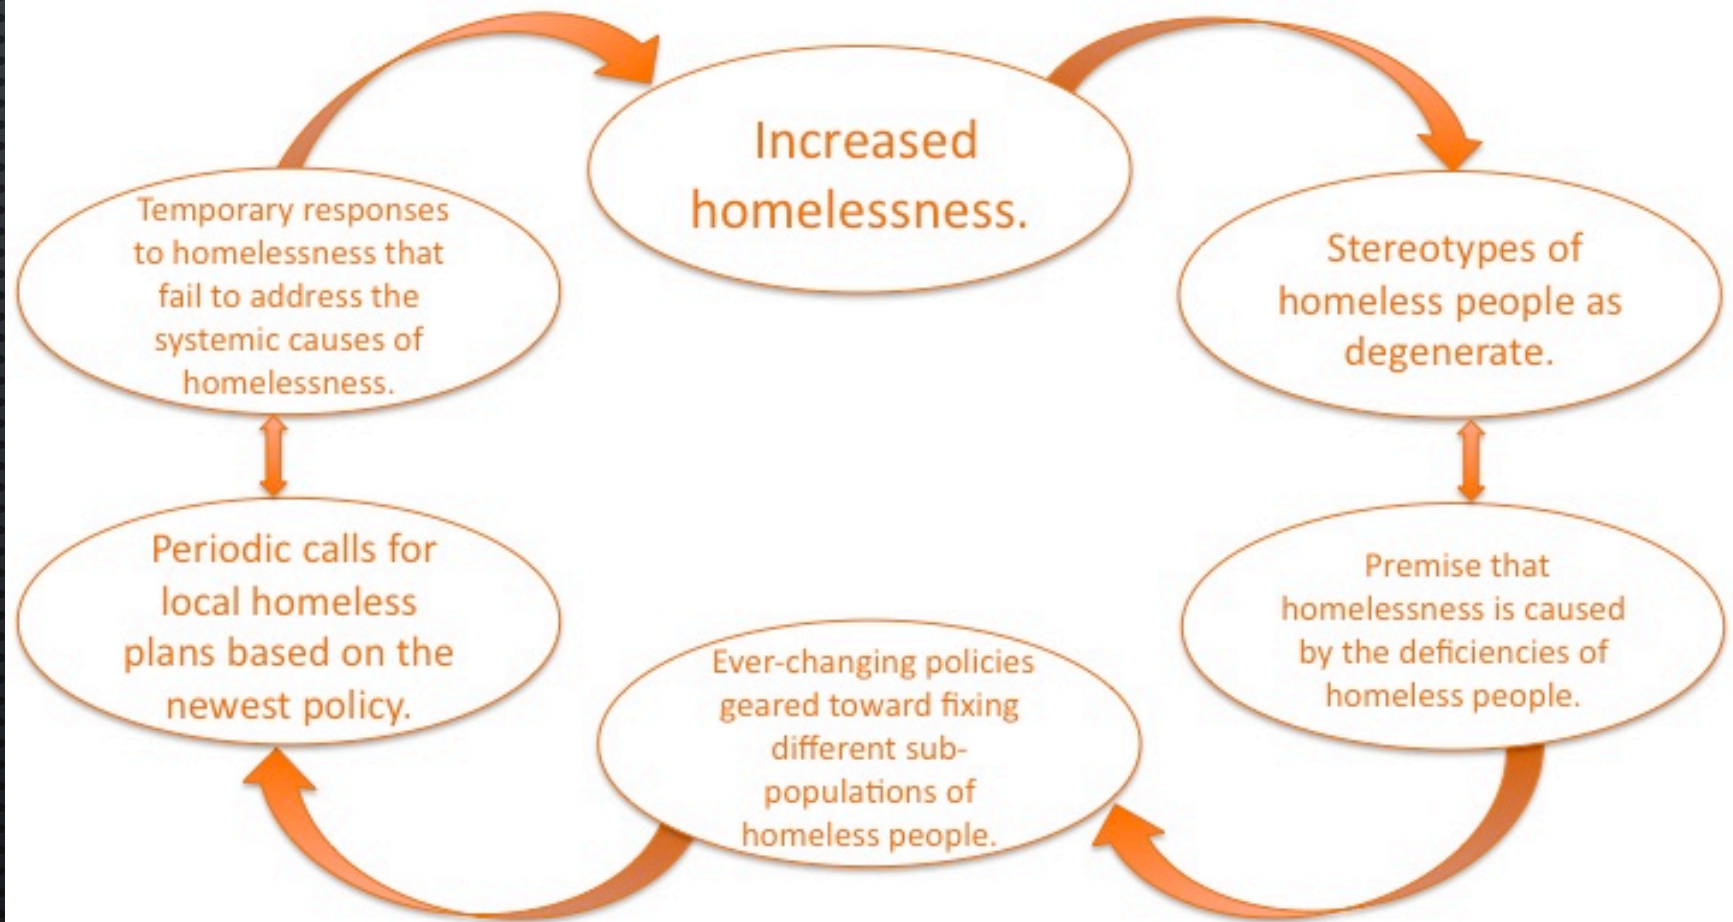 Increased
homelessness.
Stereotypes of
homeless people as
degenerate.
Premise that
homelessness is caused
by the deficiencies of
homeless people.
Ever-changing policies
geared toward fixing
different sub-
populations of
homeless people.
Periodic calls for
local homeless
plans based on the
newest policy.
Temporary responses
to homelessness that
fail to address the
systemic causes of
homelessness.